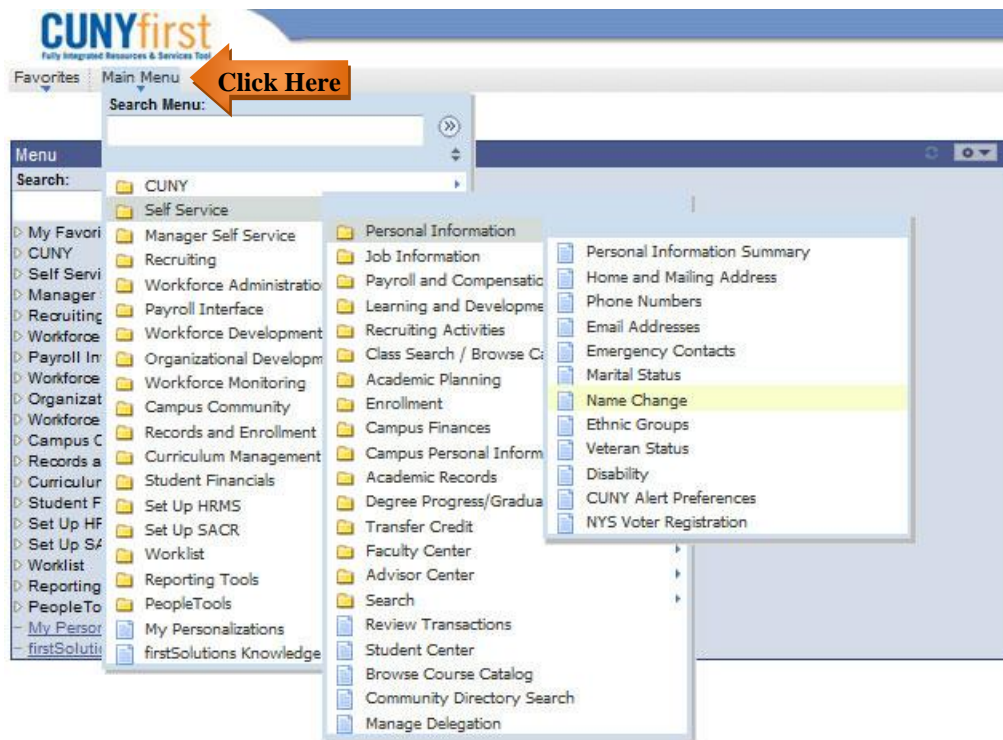 CUNYfirst
Fully Integrated Resources & Services Tool
Favorites Main Menu
Click Here
Search Menu:
Menu
Search:
My Favori
CUNY
Self Servi
Manager
Recruiting
Workforce
Payroll In
Workforce
Organizat
Workforce
Campus C
Records a
Curriculur
Student F
Set Up HF
Set Up SA
Worklist
Reporting
PeopleTo
My Person
firstSoluti
CUNY
Self Service
Manager Self Service
Recruiting
Workforce Administratio
Payroll Interface
Workforce Development
Organizational Developm
Workforce Monitoring
Campus Community
Records and Enrollment
Curriculum Management
Student Financials
Set Up HRMS
Set Up SACR
Worklist
Reporting Tools
PeopleTools
My Personalizations
firstSolutions Knowledge
Personal Information
Job Information
Payroll and Compensatio
Learning and Developme
Recruiting Activities
Class Search / Browse Ca
Academic Planning
Enrollment
Campus Finances
Campus Personal Inform
Academic Records
Degree Progress/Gradua
Transfer Credit
Faculty Center
Advisor Center
Search
Review Transactions
Student Center
Browse Course Catalog
Community Directory Search
Manage Delegation
Personal Information Summary
Home and Mailing Address
Phone Numbers
Email Addresses
Emergency Contacts
Marital Status
Name Change
Ethnic Groups
Veteran Status
Disability
CUNY Alert Preferences
NYS Voter Registration